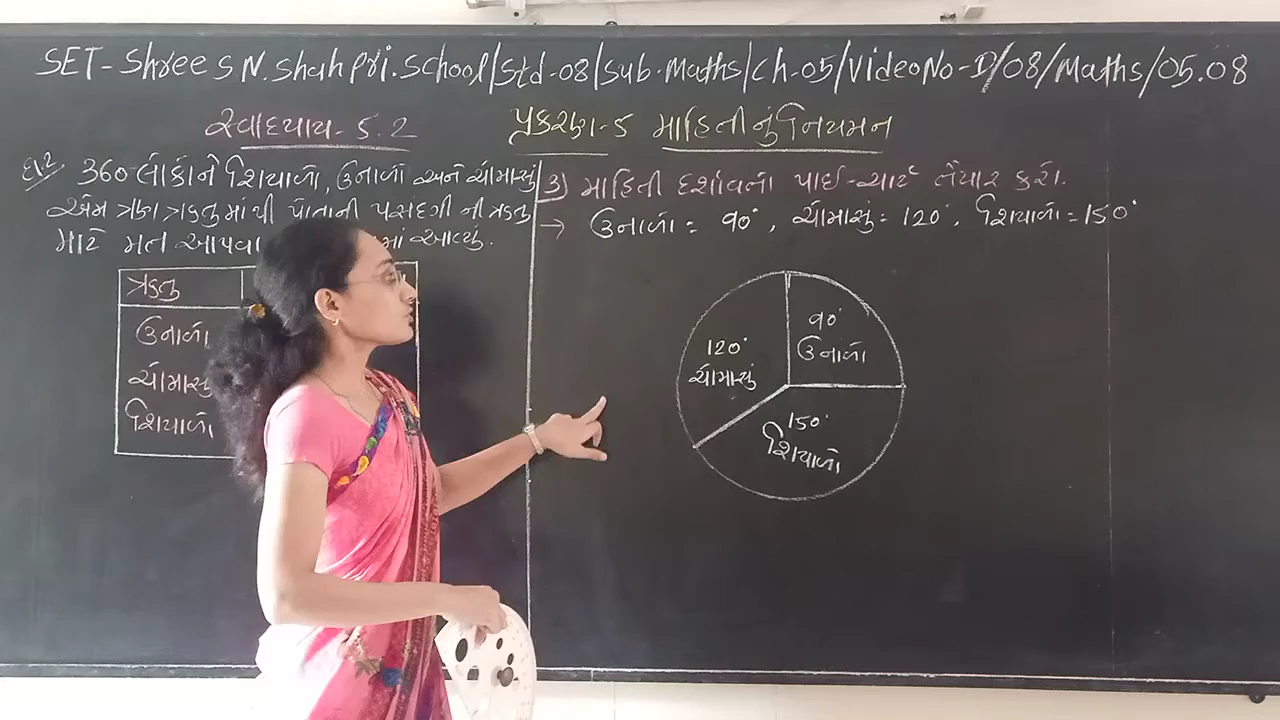 SET-Shree S N. Shah Pri. School/Std-08/Sub. Maths/Ch-05/Video No-D/08/Maths/05.08
સ્વાધ્યાય-5.2
પ્રકરણ-5 માહિતીનું નિયમન
દા2. 360 લોકોને શિયાળો, ઉનાળો અને ચોમાસું
એમ ત્રણ ઋતુમાંથી પોતાની પસંદગી ની ઋતુ
માટે મત આપવા માં આવ્યું.
ઋતુ
ઉનાળો
ચોમાસું
શિયાળો
3) માહિતી દર્શાવતો પાઈ-ચાર્ટ તૈયાર કરો.
→ ઉનાળો = 90°, ચોમાસું = 120°, શિયાળો = 150°
90°
ઉનાળો
120°
ચોમાસું
150°
શિયાળો